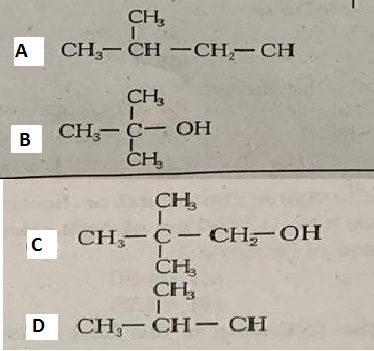 CH₃
A CH₃— CH — CH₂— CH
CH₃
B CH₃— C — OH
CH₃
CH₃
C CH₃ — C — CH₂— OH
CH₃
CH₃
D CH₃— CH — CH